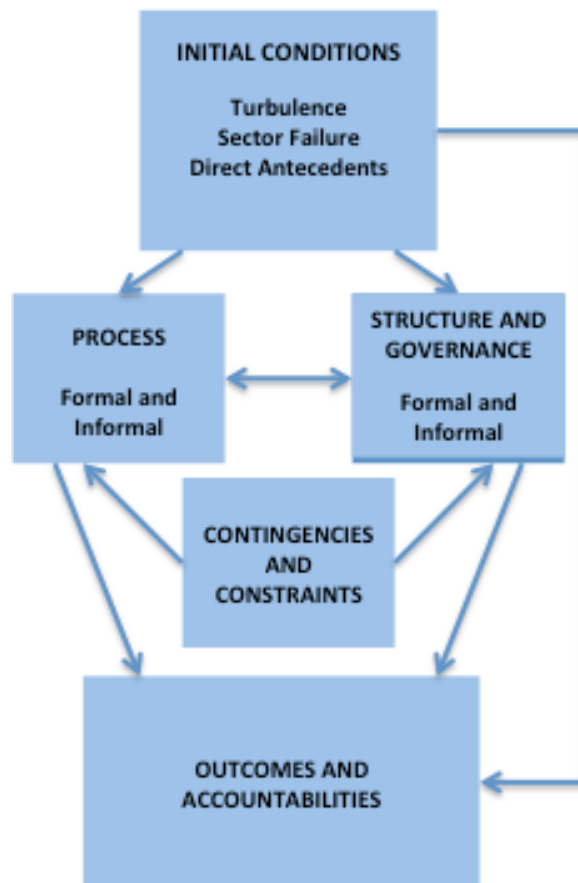 INITIAL CONDITIONS
Turbulence
Sector Failure
Direct Antecedents
PROCESS
Formal and
Informal
STRUCTURE AND
GOVERNANCE
Formal and
Informal
CONTINGENCIES
AND
CONSTRAINTS
OUTCOMES AND
ACCOUNTABILITIES